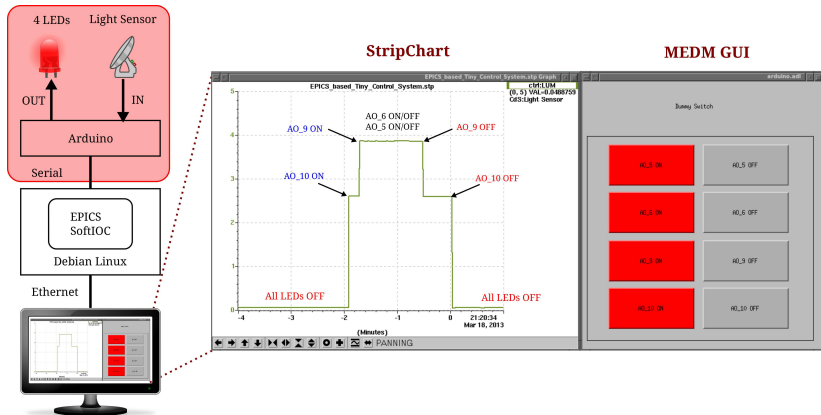 4 LEDs
Light Sensor
OUT
IN
Arduino
Serial
EPICS
SoftIOC
Debian Linux
Ethernet
StripChart
EPICS_based_Tiny_Control_System.stp Graph
EPICS_based_Tiny_Control_System.stp
ctrl:LUM
(0, 5) VAL=0.0488759
CdS:Light Sensor
5
4
3
2
1
0
AO_6 ON/OFF
AO_5 ON/OFF
AO_9 ON
AO_9 OFF
AO_10 ON
AO_10 OFF
All LEDs OFF
All LEDs OFF
-4
-3
-2
-1
0
(Minutes)
21:20:34
Mar 18, 2013
PANNING
MEDM GUI
arduino.adl
Dummy Switch
AO_5 ON
AO_5 OFF
AO_6 ON
AO_6 OFF
AO_9 ON
AO_9 OFF
AO_10 ON
AO_10 OFF